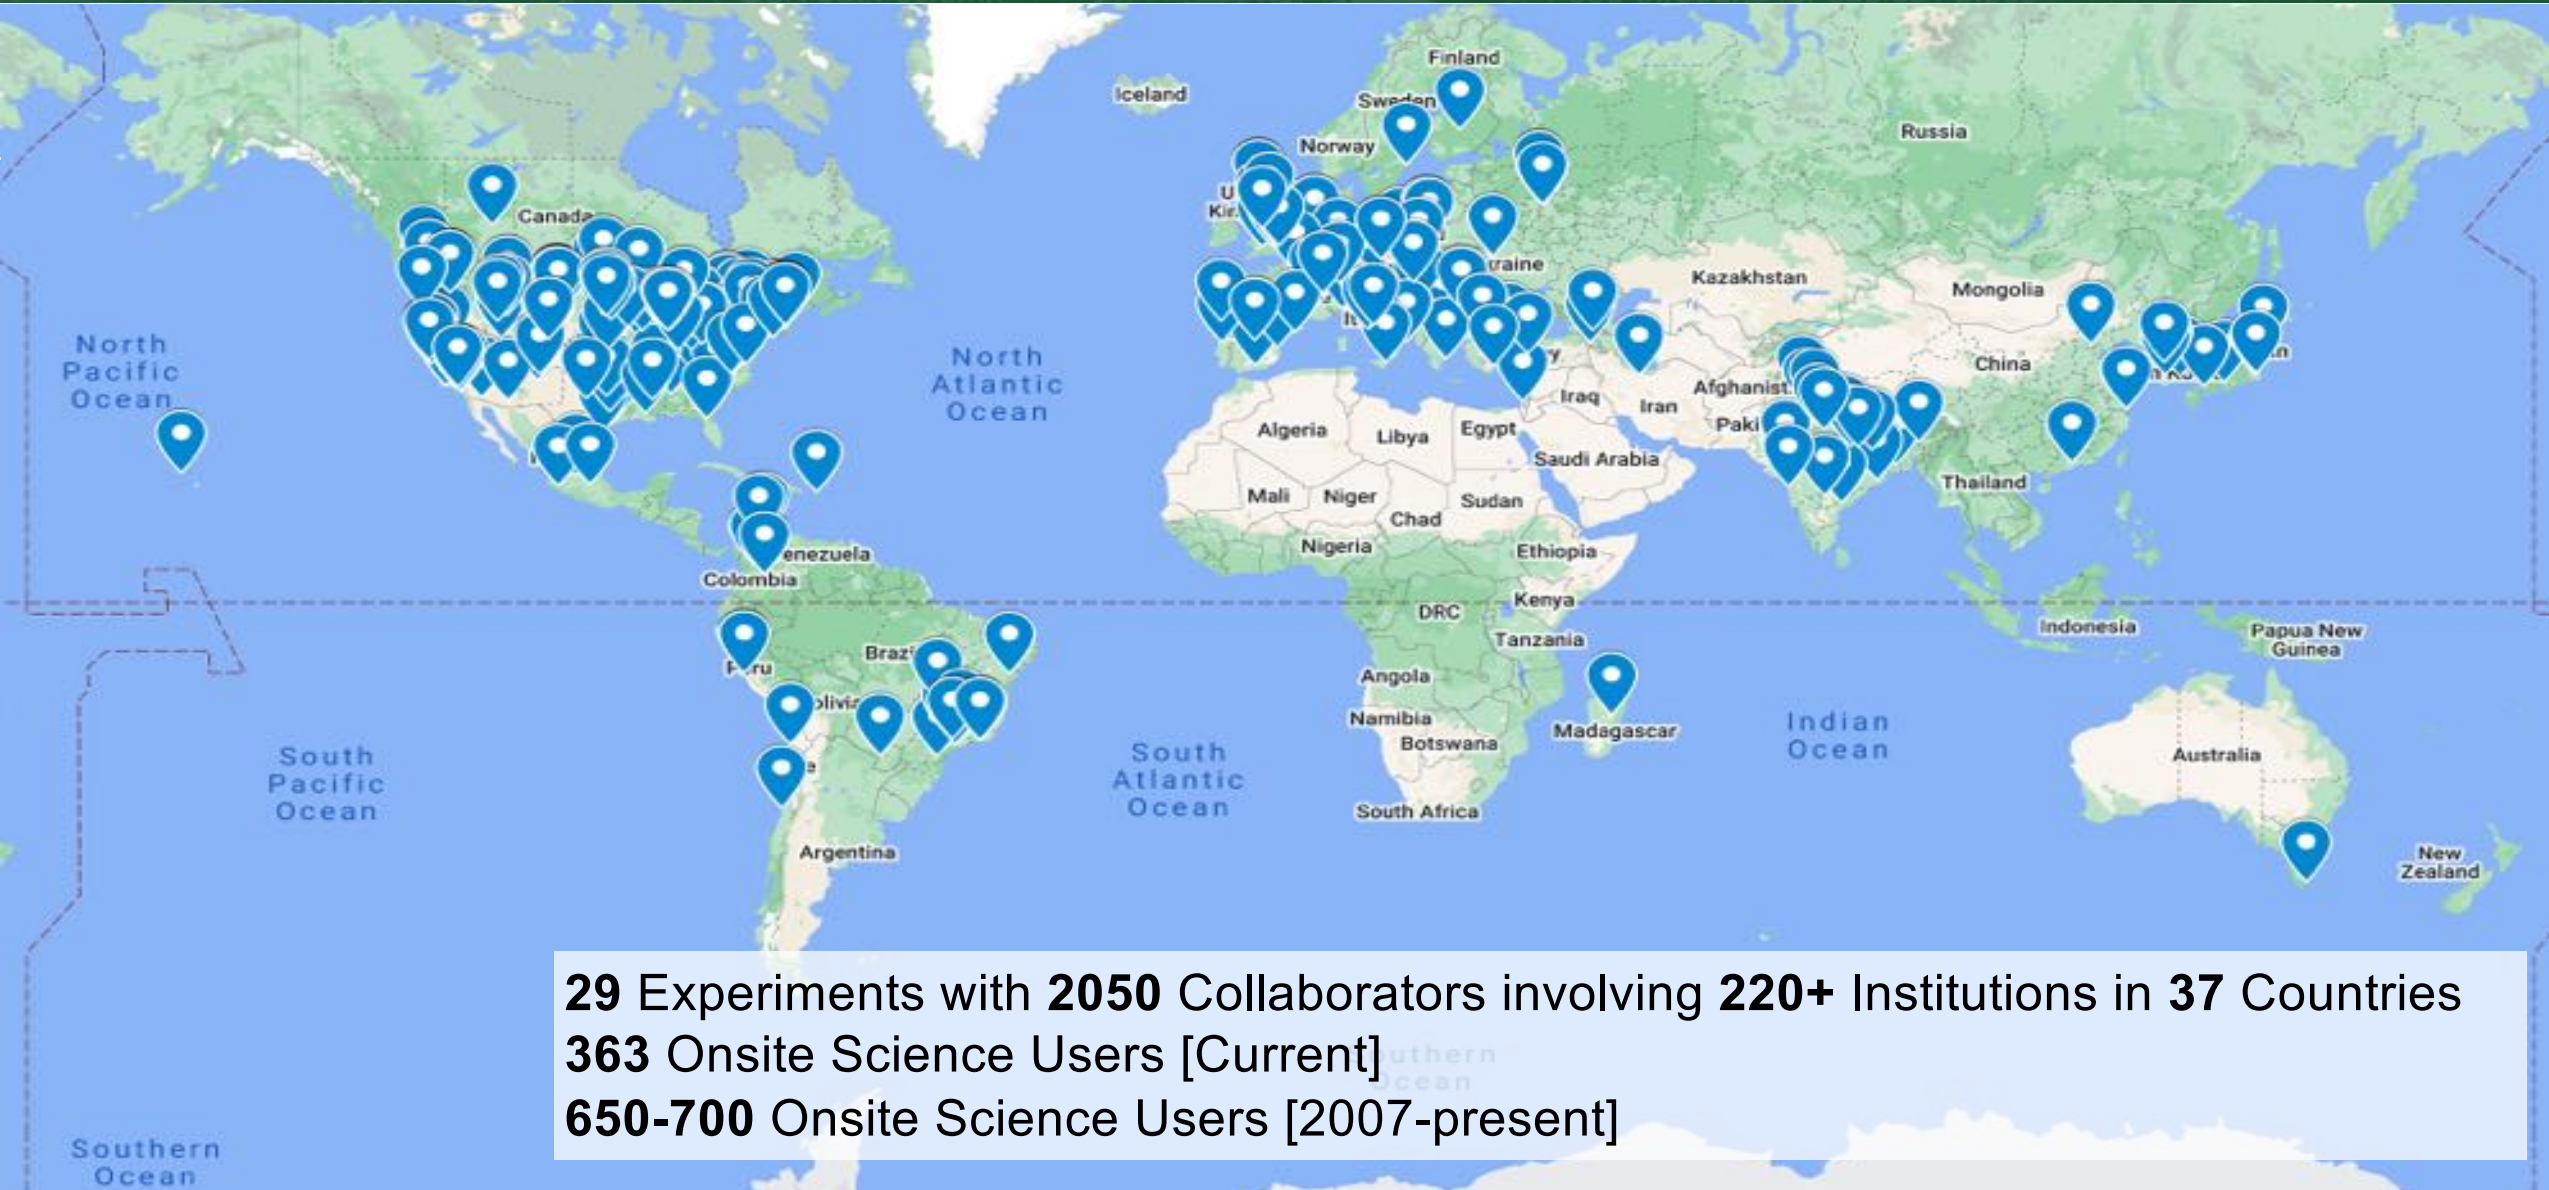 Finland
Iceland
Sweden
Russia
Norway
Canada
Kazakhstan
Mongolia
North
Pacific
Ocean
North
Atlantic
Ocean
China
Afghanist
Iraq
Iran
Algeria
Libya
Egypt
Paki
Saudi Arabia
Thailand
Mali
Niger
Sudan
Chad
Nigeria
Ethiopia
enezuela
Colombia
Kenya
DRC
Tanzania
Indonesia
Papua New
Guinea
Angola
Namibia
Botswana
Madagascar
Indian
Ocean
South
Pacific
Ocean
South
Atlantic
Ocean
Australia
South Africa
Argentina
New
Zealand
29 Experiments with 2050 Collaborators involving 220+ Institutions in 37 Countries
363 Onsite Science Users [Current]
650-700 Onsite Science Users [2007-present]
Southern
Ocean